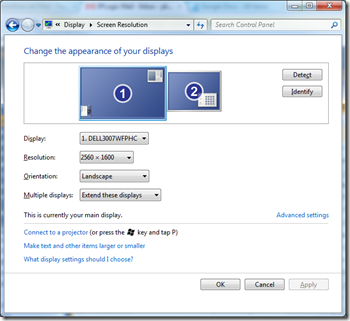 Display ▸ Screen Resolution
Search Control Panel
Change the appearance of your displays
1
2
Detect
Identify
Display: 1. DELL3007WFPHC
Resolution: 2560 × 1600
Orientation: Landscape
Multiple displays: Extend these displays
This is currently your main display. Advanced settings
Connect to a projector (or press the key and tap P)
Make text and other items larger or smaller
What display settings should I choose?
OK Cancel Apply